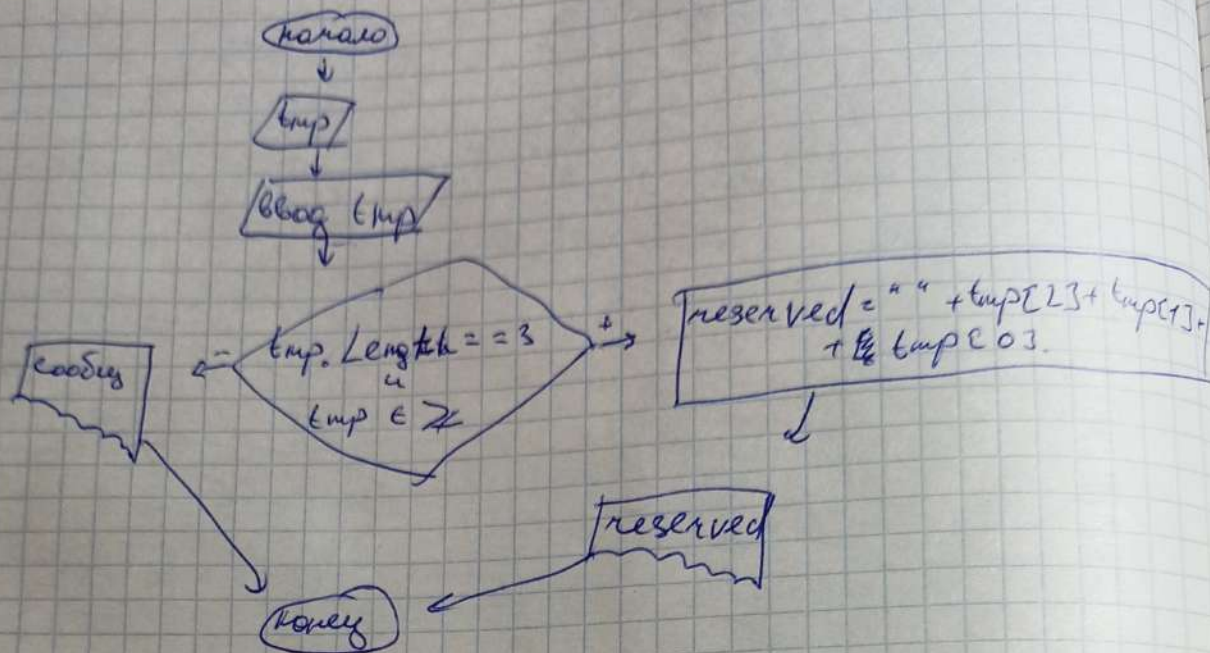 начало
tmp
ввод tmp
tmp. Length == 3
и
tmp ∈ ℤ
-
+
сообщ
reserved = " " + tmp[2] + tmp[1] +
+ tmp[0].
reserved
конец